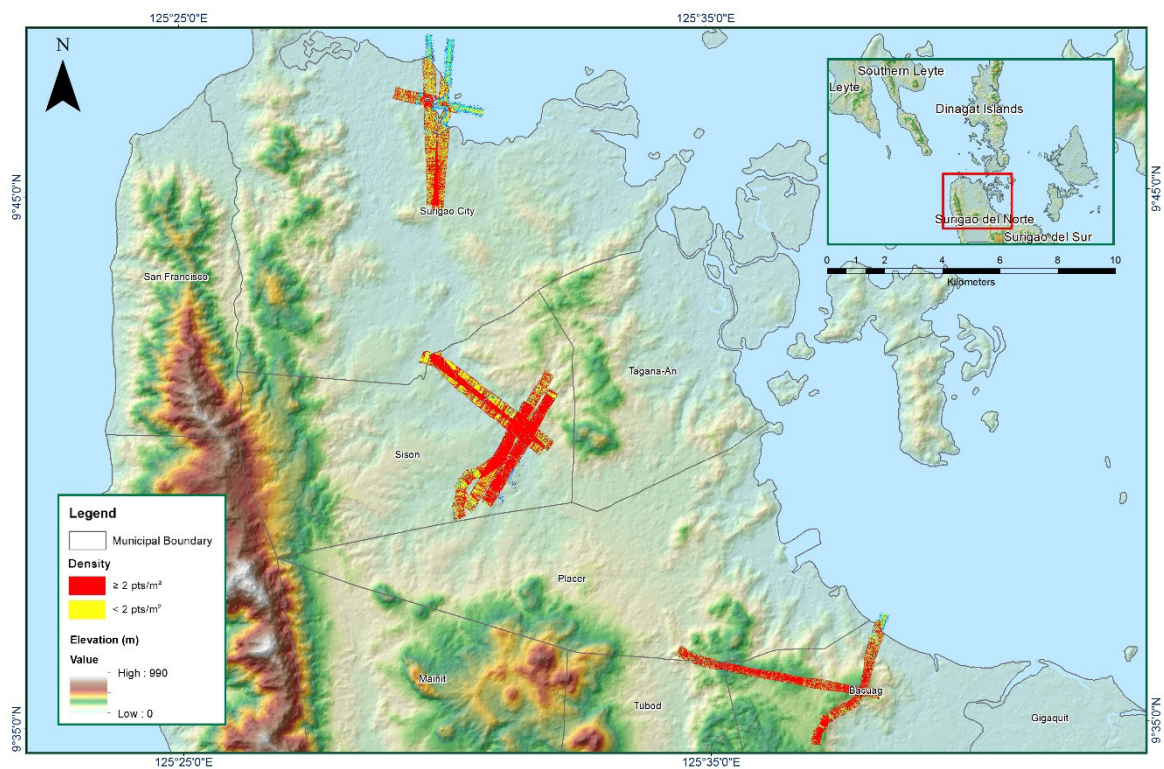 125°25'0"E
125°35'0"E
N
Southern Leyte
Leyte
Dinagat Islands
Surigao del Norte
Surigao del Sur
9°45'0"N
9°45'0"N
Surigao City
0 1 2 4 6 8 10
Kilometers
San Francisco
Tagana-An
Sison
Legend
Municipal Boundary
Density
≥ 2 pts/m²
< 2 pts/m²
Elevation (m)
Value
High : 990
Low : 0
Placer
Mainit
Bacuag
Tubod
Gigaquit
9°35'0"N
9°35'0"N
125°25'0"E
125°35'0"E